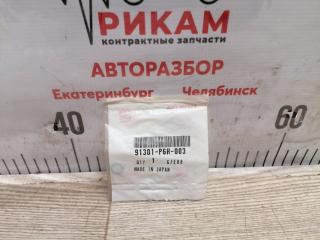 РИКАМ
контрактные запчасти
АВТОРАЗБОР
Екатеринбург Челябинск
40 60
91301-P6H-003
QTY 1
MADE IN JAPAN